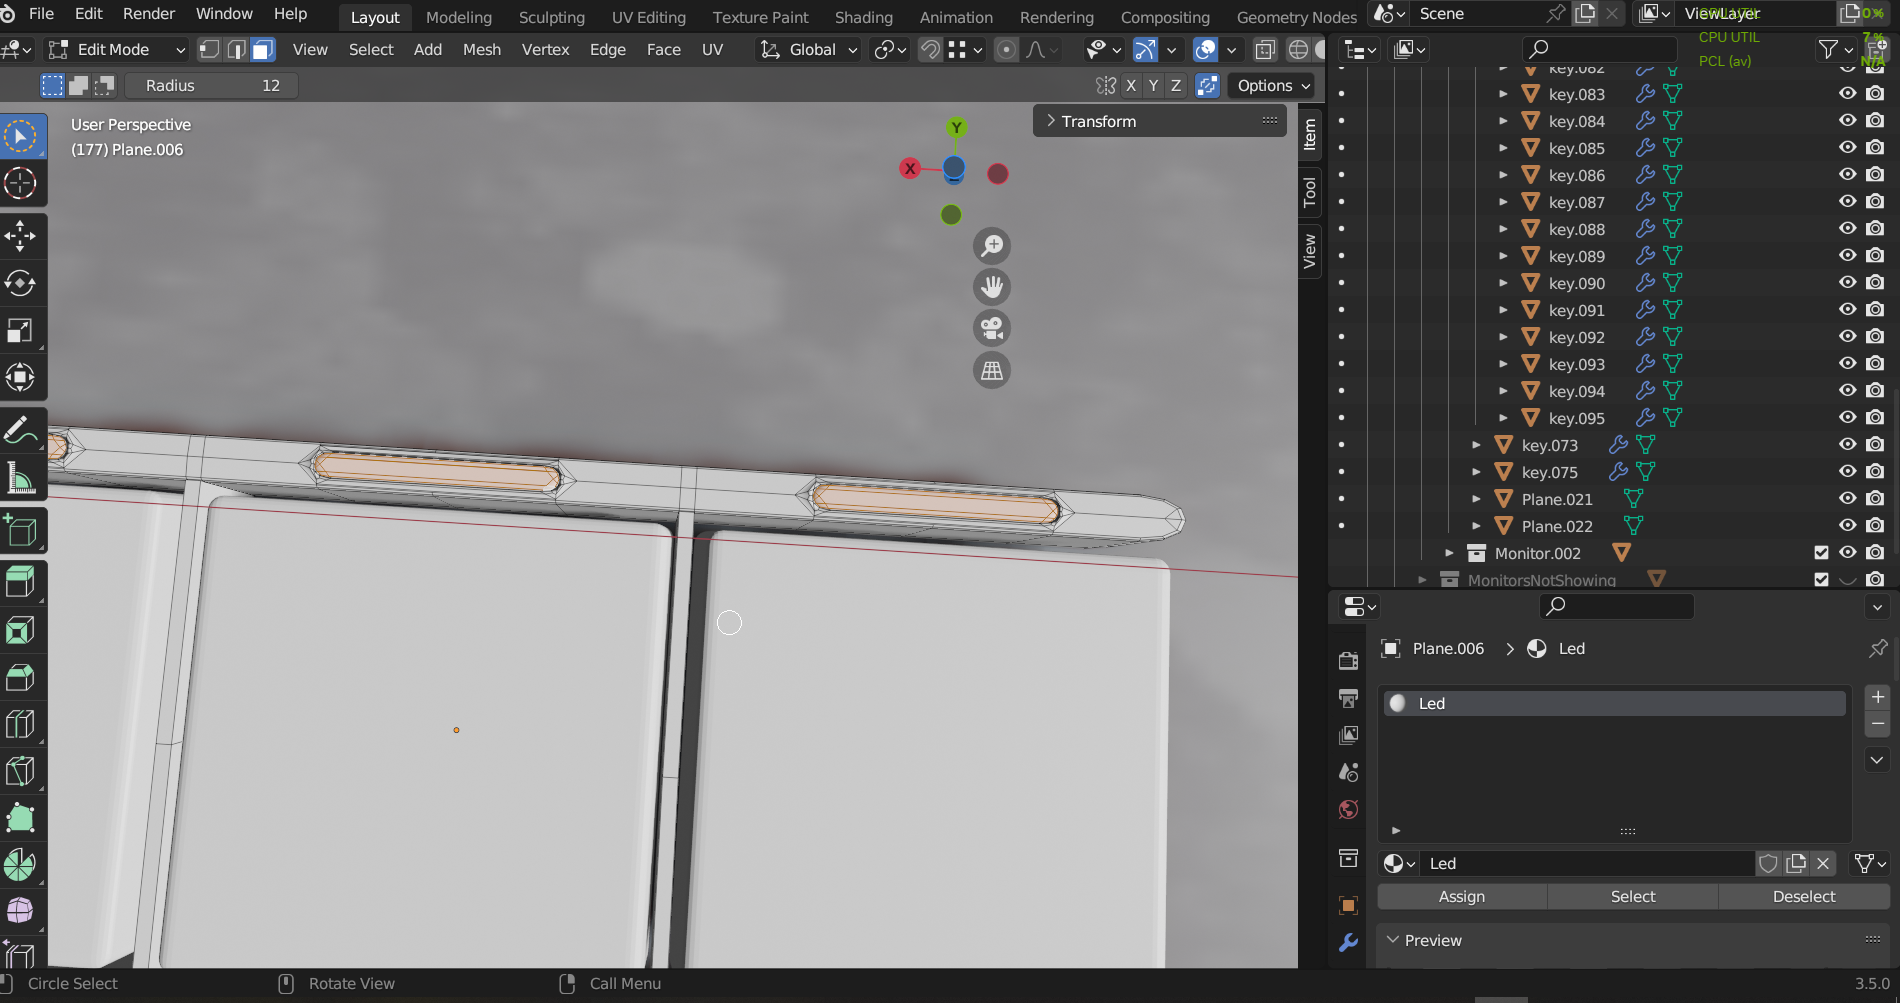 File Edit Render Window Help Layout Modeling Sculpting UV Editing Texture Paint Shading Animation Rendering Compositing Geometry Nodes Scene ViewLayer
0%
Edit Mode View Select Add Mesh Vertex Edge Face UV Global
CPU UTIL 7 %
PCL (av) N/A
Radius 12 X Y Z Options
User Perspective
(177) Plane.006
Transform
Item
Tool
View
Y
X
key.082
key.083
key.084
key.085
key.086
key.087
key.088
key.089
key.090
key.091
key.092
key.093
key.094
key.095
key.073
key.075
Plane.021
Plane.022
Monitor.002
MonitorsNotShowing
Plane.006 Led
Led
Led
Assign Select Deselect
Preview
Circle Select Rotate View Call Menu 3.5.0